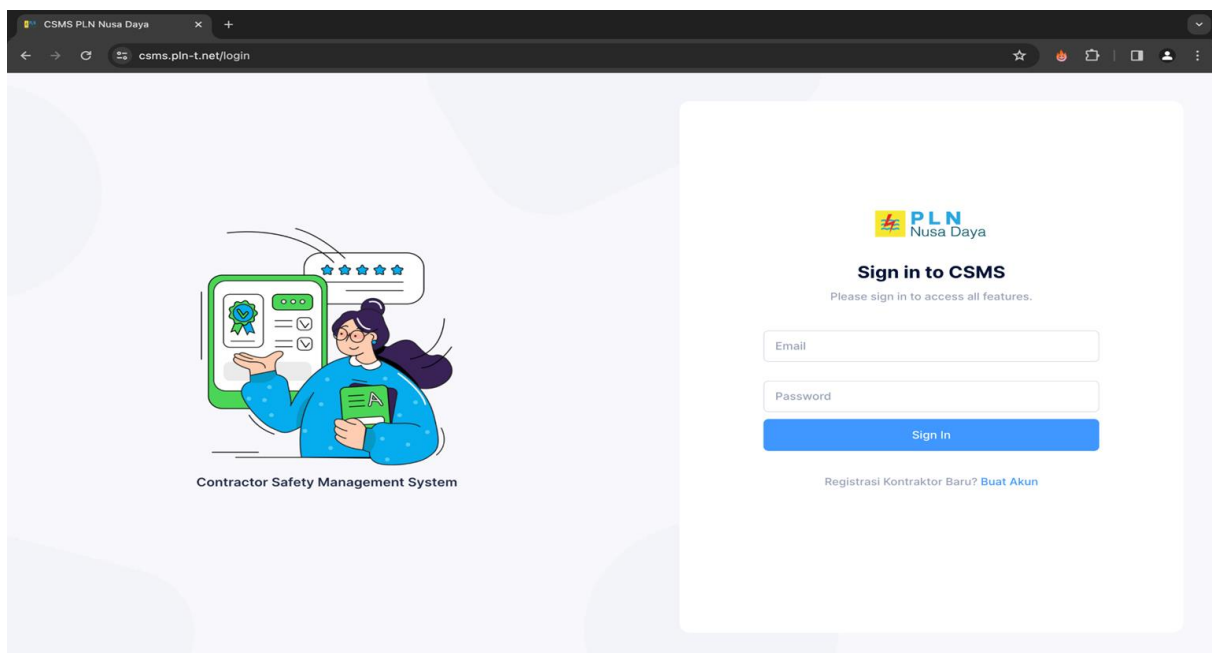 CSMS PLN Nusa Daya
csms.pln-t.net/login
A
Contractor Safety Management System
PLN
Nusa Daya
Sign in to CSMS
Please sign in to access all features.
Email
Password
Sign In
Registrasi Kontraktor Baru? Buat Akun